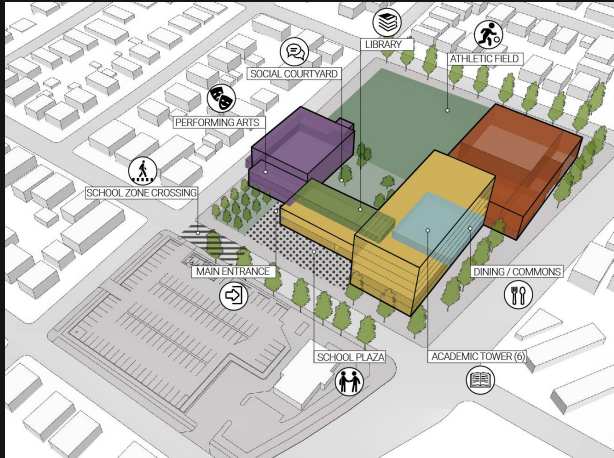 LIBRARY
ATHLETIC FIELD
SOCIAL COURTYARD
PERFORMING ARTS
SCHOOL ZONE CROSSING
MAIN ENTRANCE
DINING / COMMONS
SCHOOL PLAZA
ACADEMIC TOWER (6)